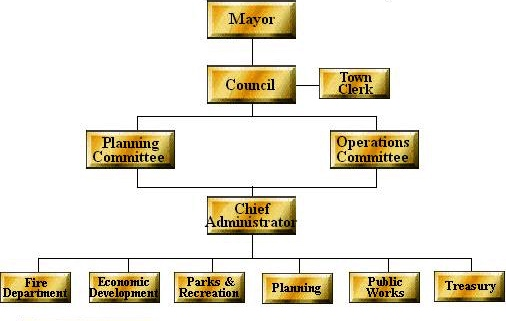 Mayor
Council
Town
Clerk
Planning
Committee
Operations
Committee
Chief
Administrator
Fire
Department
Economic
Development
Parks &
Recreation
Planning
Public
Works
Treasury